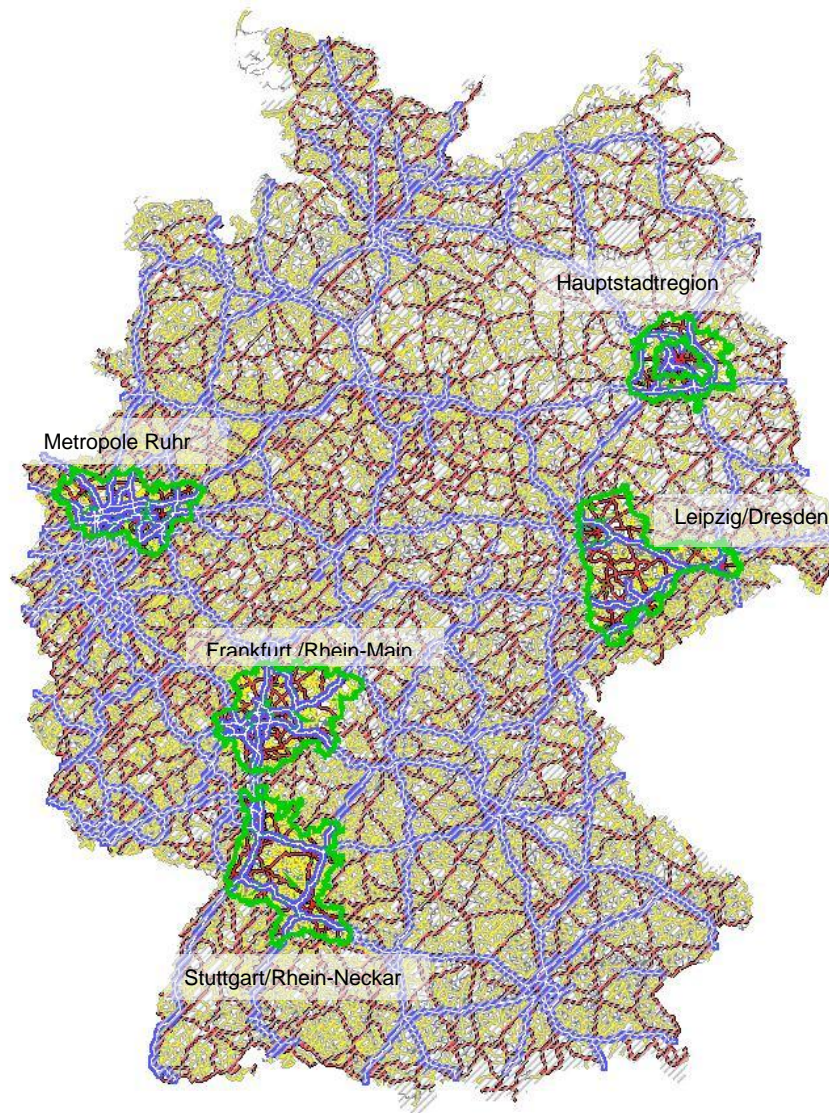 Hauptstadtregion
Metropole Ruhr
Leipzig/Dresden
Frankfurt /Rhein-Main
Stuttgart/Rhein-Neckar